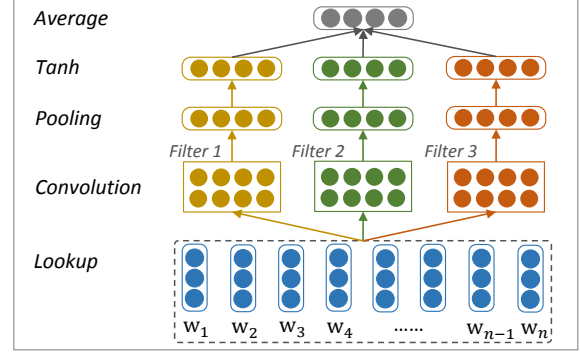 Average
Tanh
Pooling
Filter 1 Filter 2 Filter 3
Convolution
Lookup
w₁ w₂ w₃ w₄ ...... wₙ₋₁ wₙ